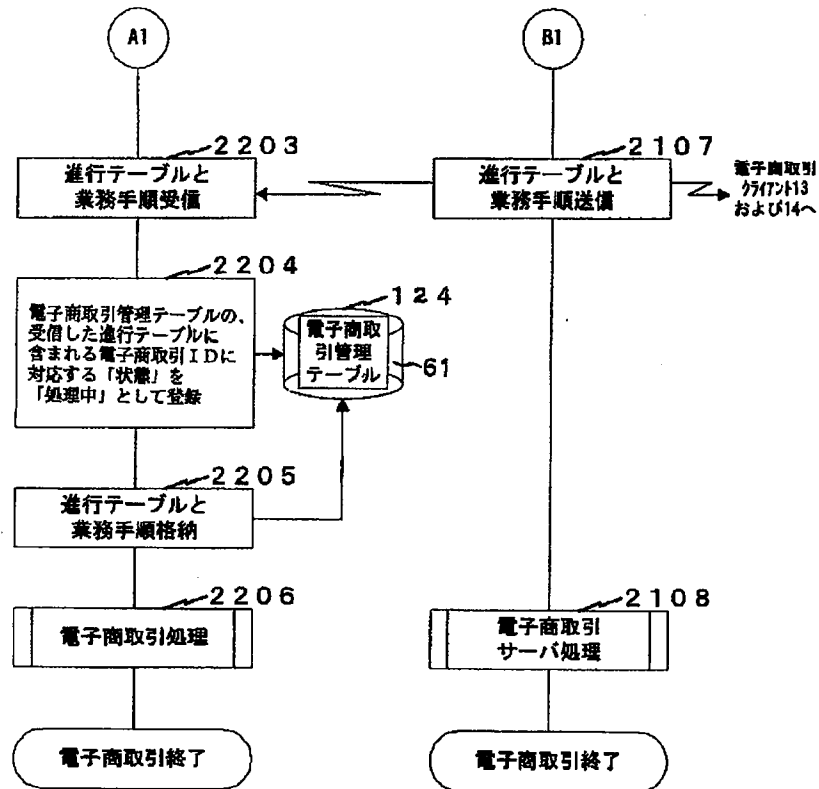 A1
B1
2203
進行テーブルと
業務手順受信
2107
進行テーブルと
業務手順送信
電子商取引
クライアント13
および14へ
2204
電子商取引管理テーブルの、
受信した進行テーブルに
含まれる電子商取引IDに
対応する「状態」を
「処理中」として登録
124
電子商取
引管理
テーブル
61
2205
進行テーブルと
業務手順格納
2206
電子商取引処理
2108
電子商取引
サーバ処理
電子商取引終了
電子商取引終了